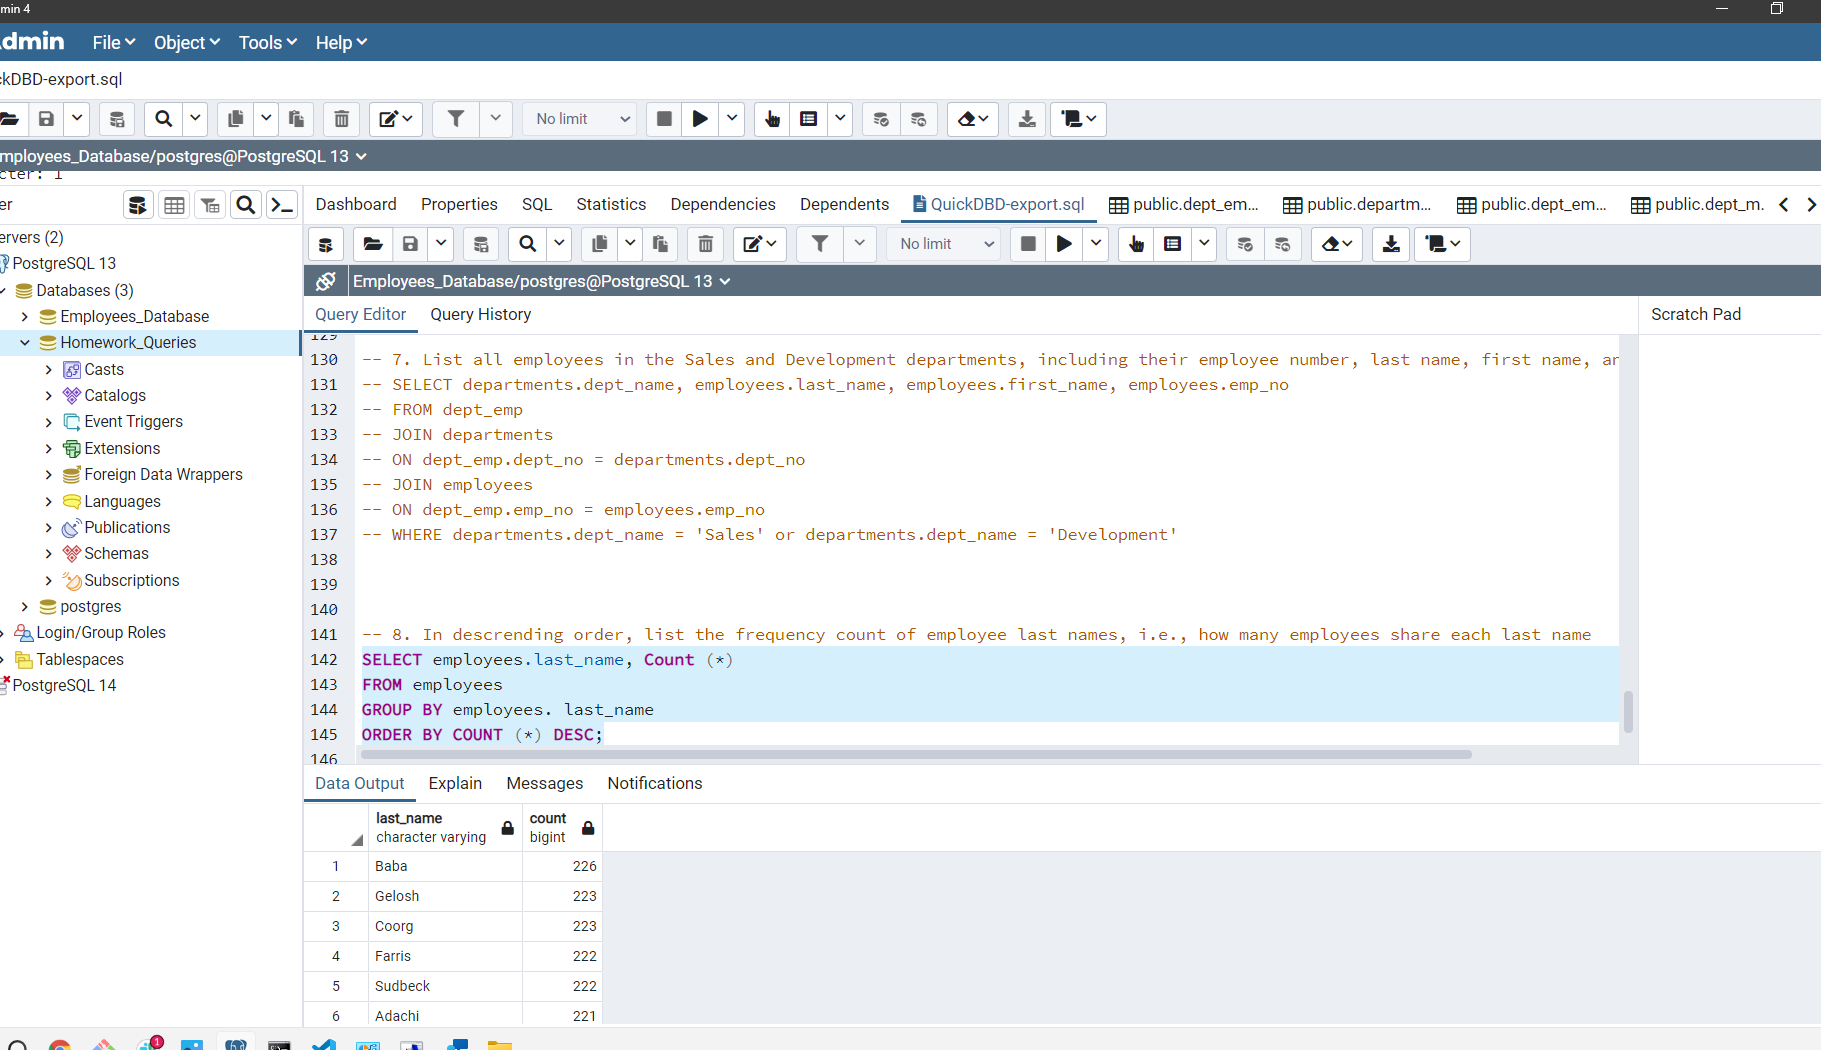 min 4
dmin File Object Tools Help
ckDBD-export.sql
No limit
mployees_Database/postgres@PostgreSQL 13
cter: 1
er
Dashboard Properties SQL Statistics Dependencies Dependents QuickDBD-export.sql public.dept_em... public.departm... public.dept_em... public.dept_m.
ervers (2)
PostgreSQL 13
Databases (3)
Employees_Database
Homework_Queries
Casts
Catalogs
Event Triggers
Extensions
Foreign Data Wrappers
Languages
Publications
Schemas
Subscriptions
postgres
Login/Group Roles
Tablespaces
PostgreSQL 14
No limit
Employees_Database/postgres@PostgreSQL 13
Query Editor Query History
Scratch Pad
129
130 -- 7. List all employees in the Sales and Development departments, including their employee number, last name, first name, an
131 -- SELECT departments.dept_name, employees.last_name, employees.first_name, employees.emp_no
132 -- FROM dept_emp
133 -- JOIN departments
134 -- ON dept_emp.dept_no = departments.dept_no
135 -- JOIN employees
136 -- ON dept_emp.emp_no = employees.emp_no
137 -- WHERE departments.dept_name = 'Sales' or departments.dept_name = 'Development'
138
139
140
141 -- 8. In descrending order, list the frequency count of employee last names, i.e., how many employees share each last name
142 SELECT employees.last_name, Count (*)
143 FROM employees
144 GROUP BY employees. last_name
145 ORDER BY COUNT (*) DESC;
146
Data Output Explain Messages Notifications
last_name count
character varying bigint
1 Baba 226
2 Gelosh 223
3 Coorg 223
4 Farris 222
5 Sudbeck 222
6 Adachi 221
1